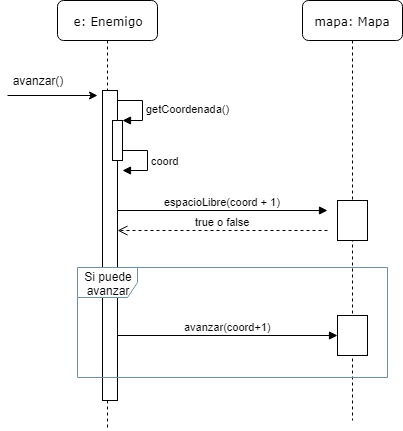 e: Enemigo
mapa: Mapa
avanzar()
getCoordenada()
coord
espacioLibre(coord + 1)
true o false
Si puede
avanzar
avanzar(coord+1)